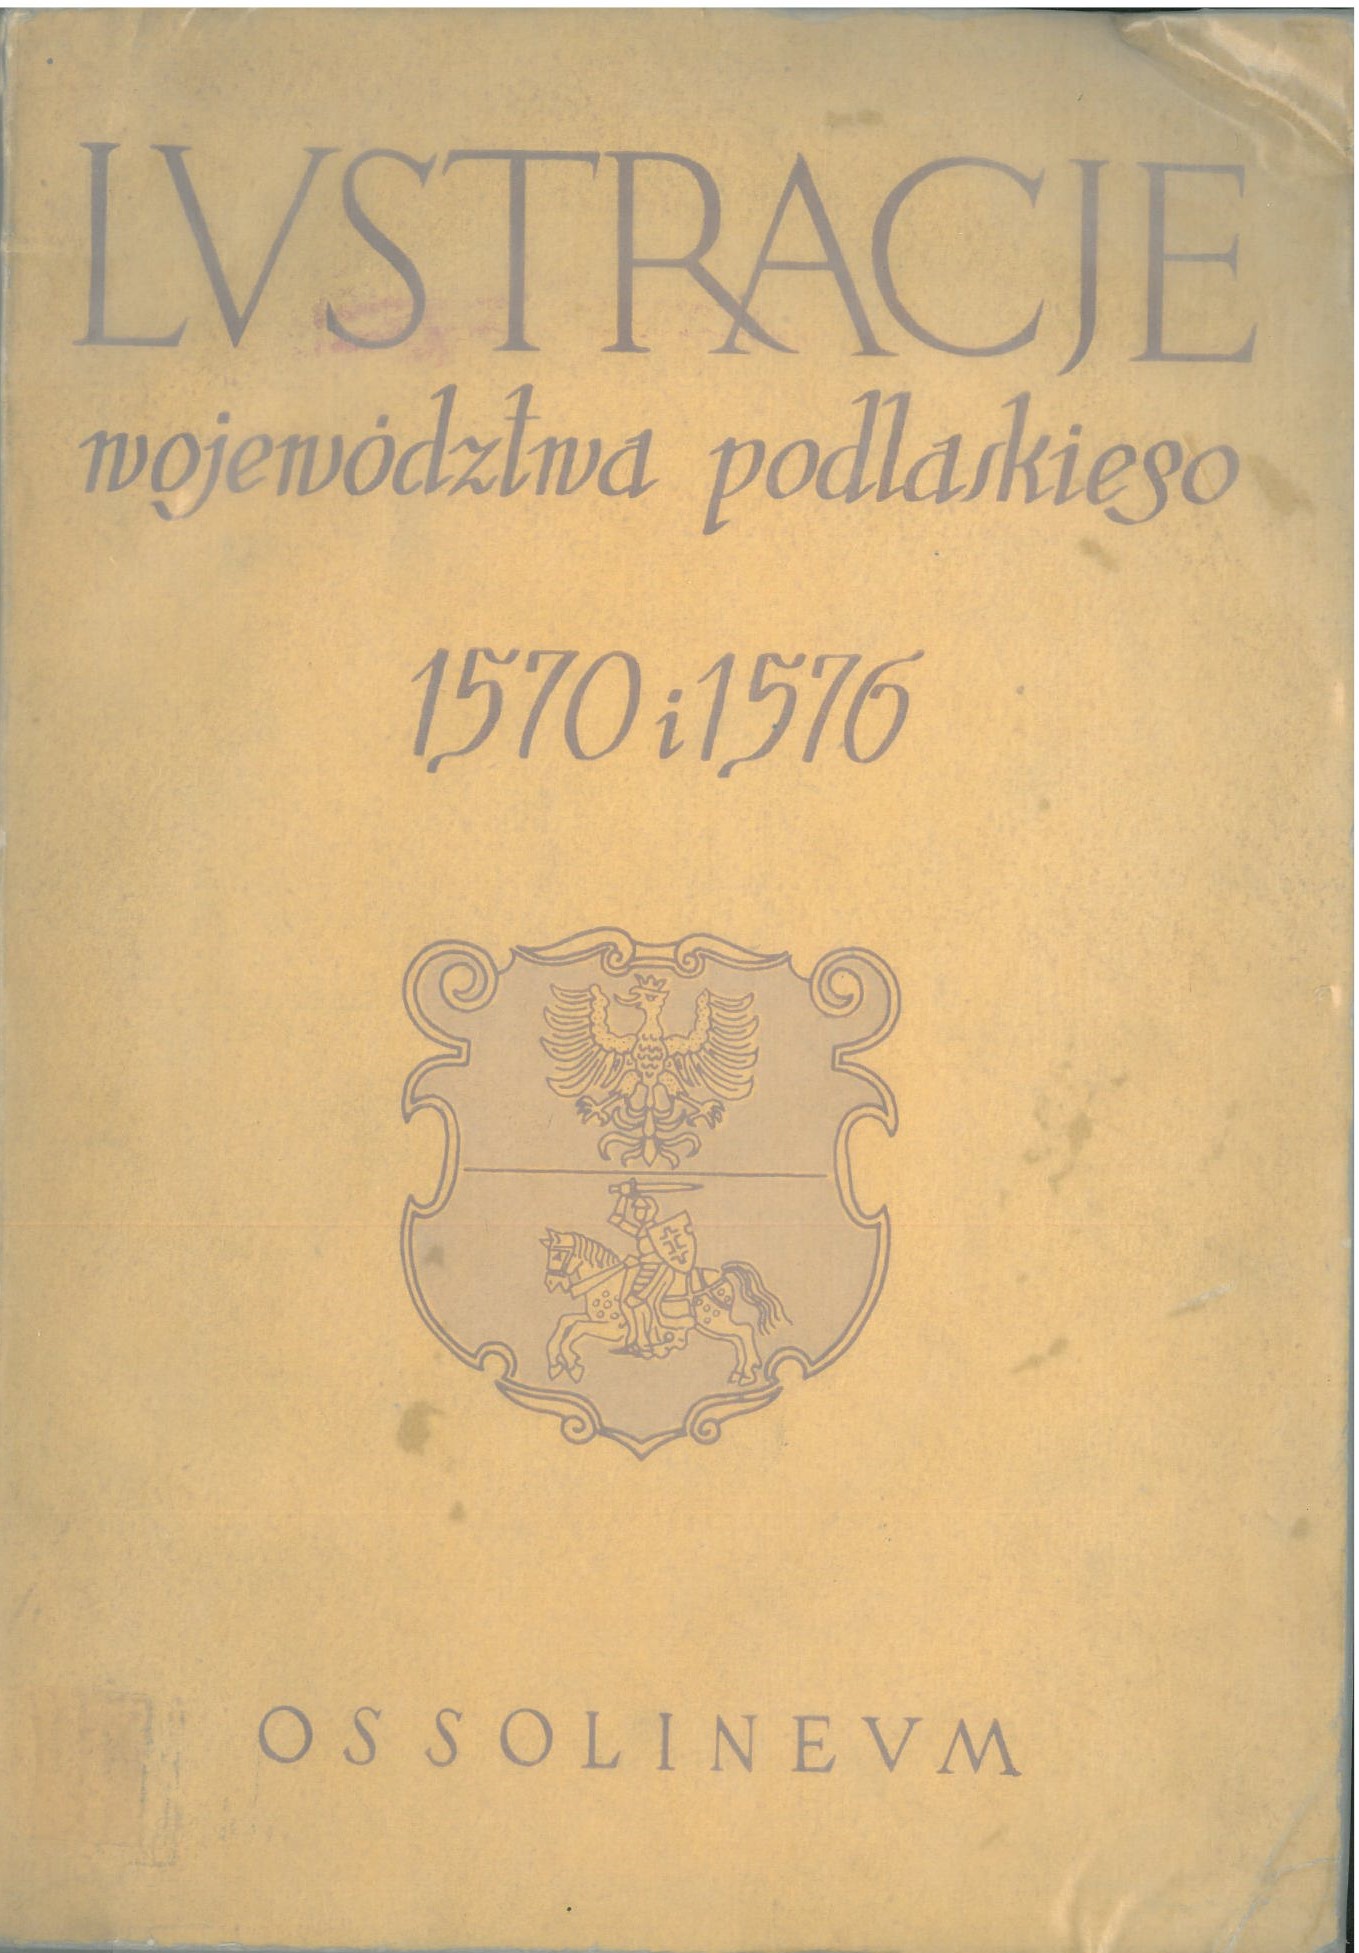 LVSTRACJE
województwa podlaskiego
1570 i 1576
OSSOLINEVM